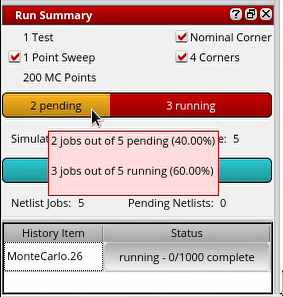 Run Summary
1 Test
Nominal Corner
1 Point Sweep
4 Corners
200 MC Points
2 pending
3 running
Simulat
e: 5
2 jobs out of 5 pending (40.00%)
3 jobs out of 5 running (60.00%)
Netlist Jobs: 5
Pending Netlists: 0
History Item
Status
MonteCarlo.26
running - 0/1000 complete